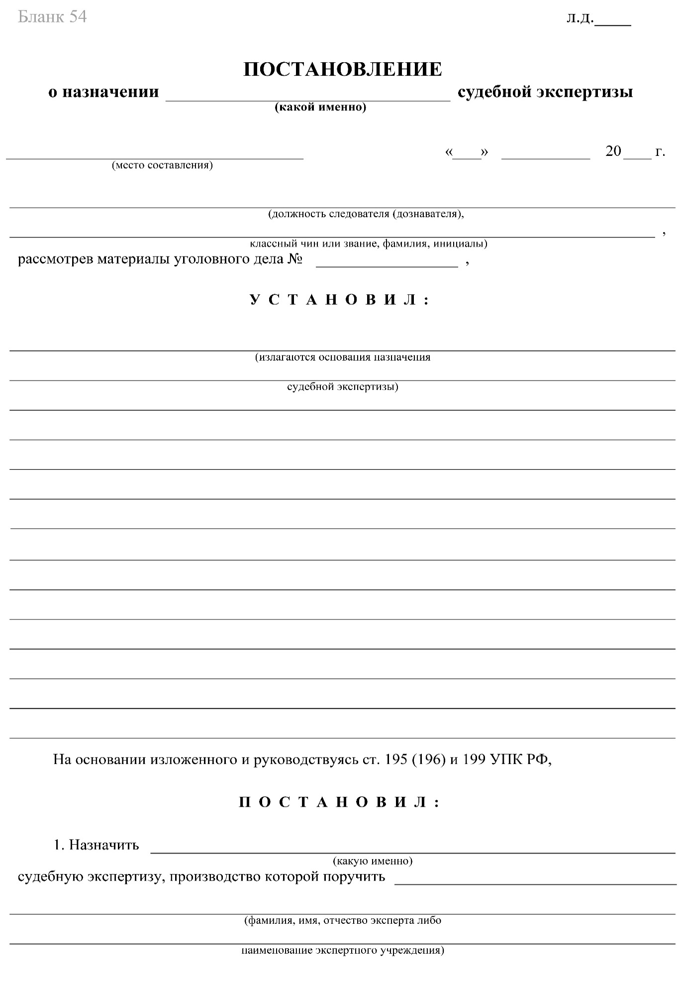 Бланк 54 л.д.
ПОСТАНОВЛЕНИЕ
о назначении судебной экспертизы
(какой именно)
« » 20 г.
(место составления)
(должность следователя (дознавателя),
,
классный чин или звание, фамилия, инициалы)
рассмотрев материалы уголовного дела № ,
У С Т А Н О В И Л :
(излагаются основания назначения
судебной экспертизы)
На основании изложенного и руководствуясь ст. 195 (196) и 199 УПК РФ,
П О С Т А Н О В И Л :
1. Назначить
(какую именно)
судебную экспертизу, производство которой поручить
(фамилия, имя, отчество эксперта либо
наименование экспертного учреждения)